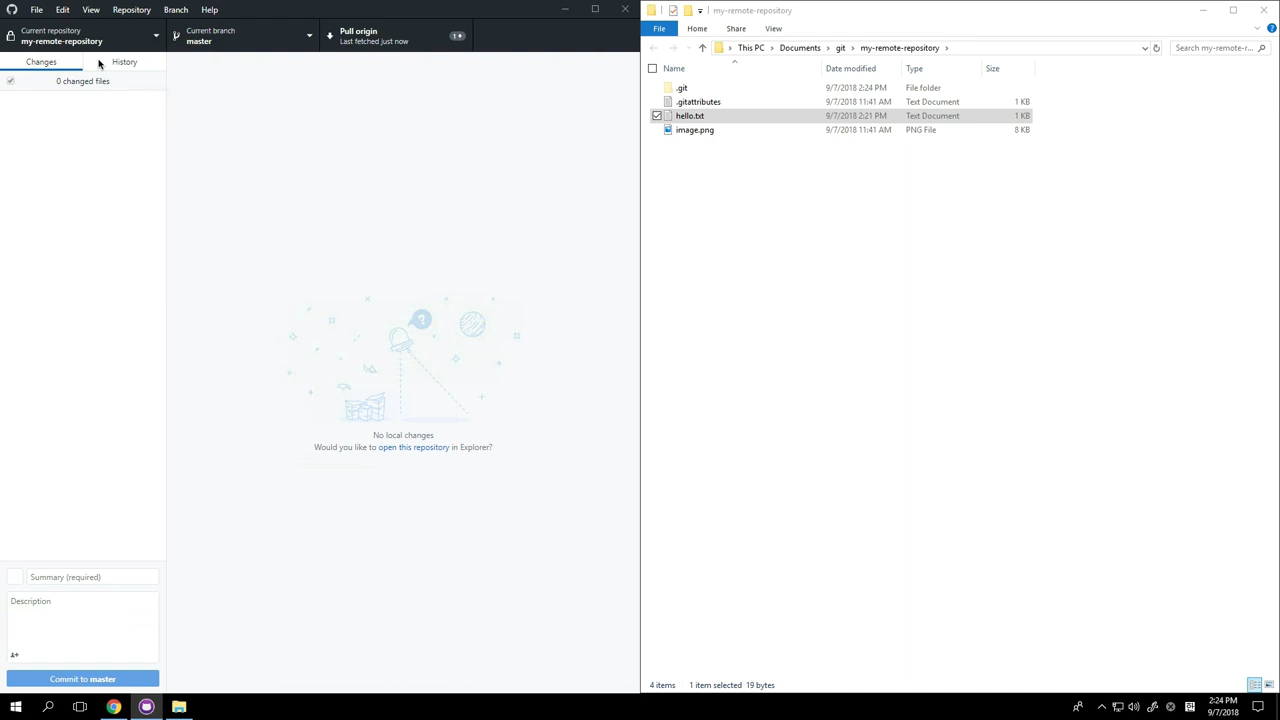 File Edit View Repository Branch Help
Current repository
my-remote-repository
Current branch
master
Pull origin
Last fetched just now
1
Changes
History
0 changed files
?
No local changes
Would you like to open this repository in Explorer?
Summary (required)
Description
Commit to master
my-remote-repository
File Home Share View
This PC Documents git my-remote-repository
Search my-remote-r...
Name Date modified Type Size
.git 9/7/2018 2:24 PM File folder
.gitattributes 9/7/2018 11:41 AM Text Document 1 KB
hello.txt 9/7/2018 2:21 PM Text Document 1 KB
image.png 9/7/2018 11:41 AM PNG File 8 KB
4 items 1 item selected 19 bytes
2:24 PM
9/7/2018